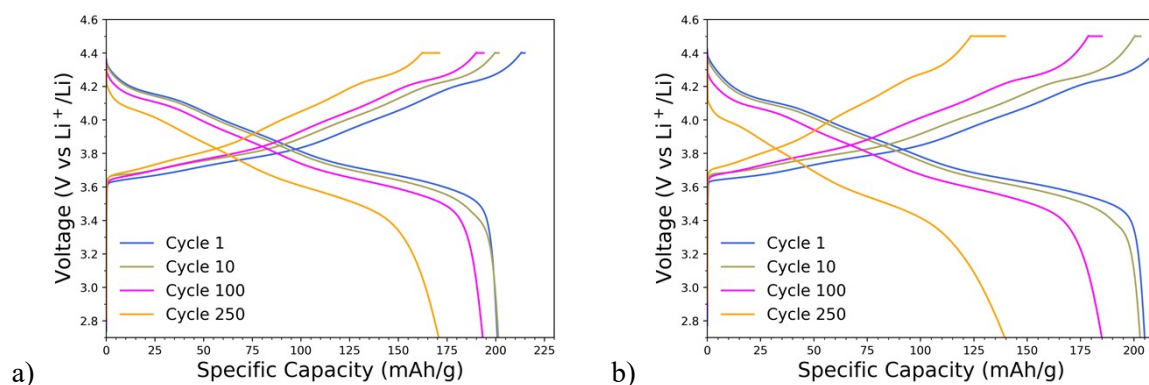 4.6
4.4
4.2
4.0
3.8
3.6
3.4
3.2
3.0
2.8
Voltage (V vs Li⁺/Li)
Cycle 1
Cycle 10
Cycle 100
Cycle 250
0 25 50 75 100 125 150 175 200 225
Specific Capacity (mAh/g)
a)
4.6
4.4
4.2
4.0
3.8
3.6
3.4
3.2
3.0
2.8
Voltage (V vs Li⁺/Li)
Cycle 1
Cycle 10
Cycle 100
Cycle 250
0 25 50 75 100 125 150 175 200
Specific Capacity (mAh/g)
b)